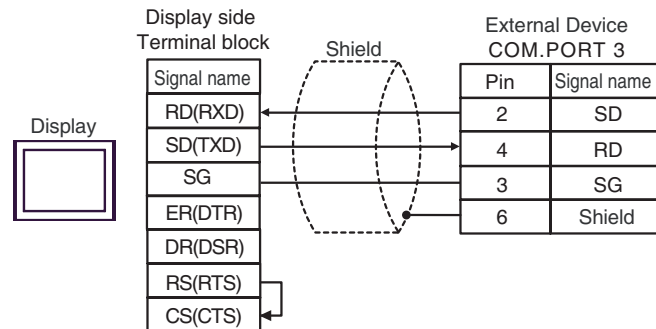 Display side
Terminal block
Shield
External Device
COM.PORT 3
Display
Signal name
RD(RXD)
SD(TXD)
SG
ER(DTR)
DR(DSR)
RS(RTS)
CS(CTS)
Pin Signal name
2 SD
4 RD
3 SG
6 Shield